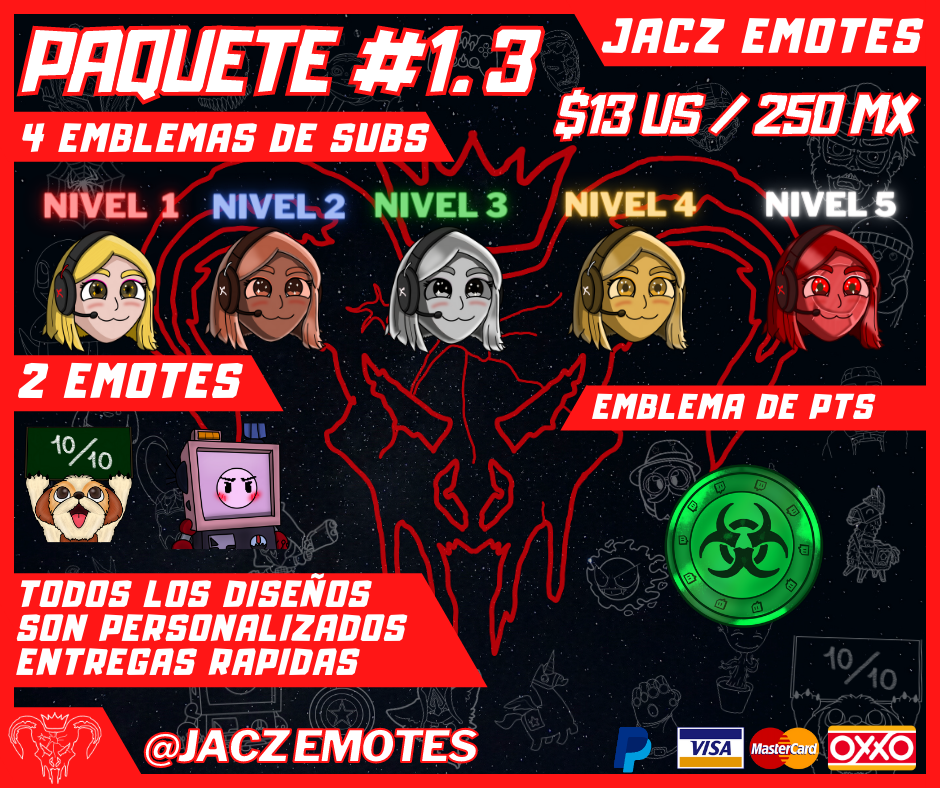 PAQUETE #1.3
JACZ EMOTES
$13 US / 250 MX
4 EMBLEMAS DE SUBS
NIVEL 1
NIVEL 2
NIVEL 3
NIVEL 4
NIVEL 5
2 EMOTES
EMBLEMA DE PTS
10/10
TODOS LOS DISEÑOS
SON PERSONALIZADOS
ENTREGAS RAPIDAS
10/10
@JACZ EMOTES
VISA
MasterCard
OXXO